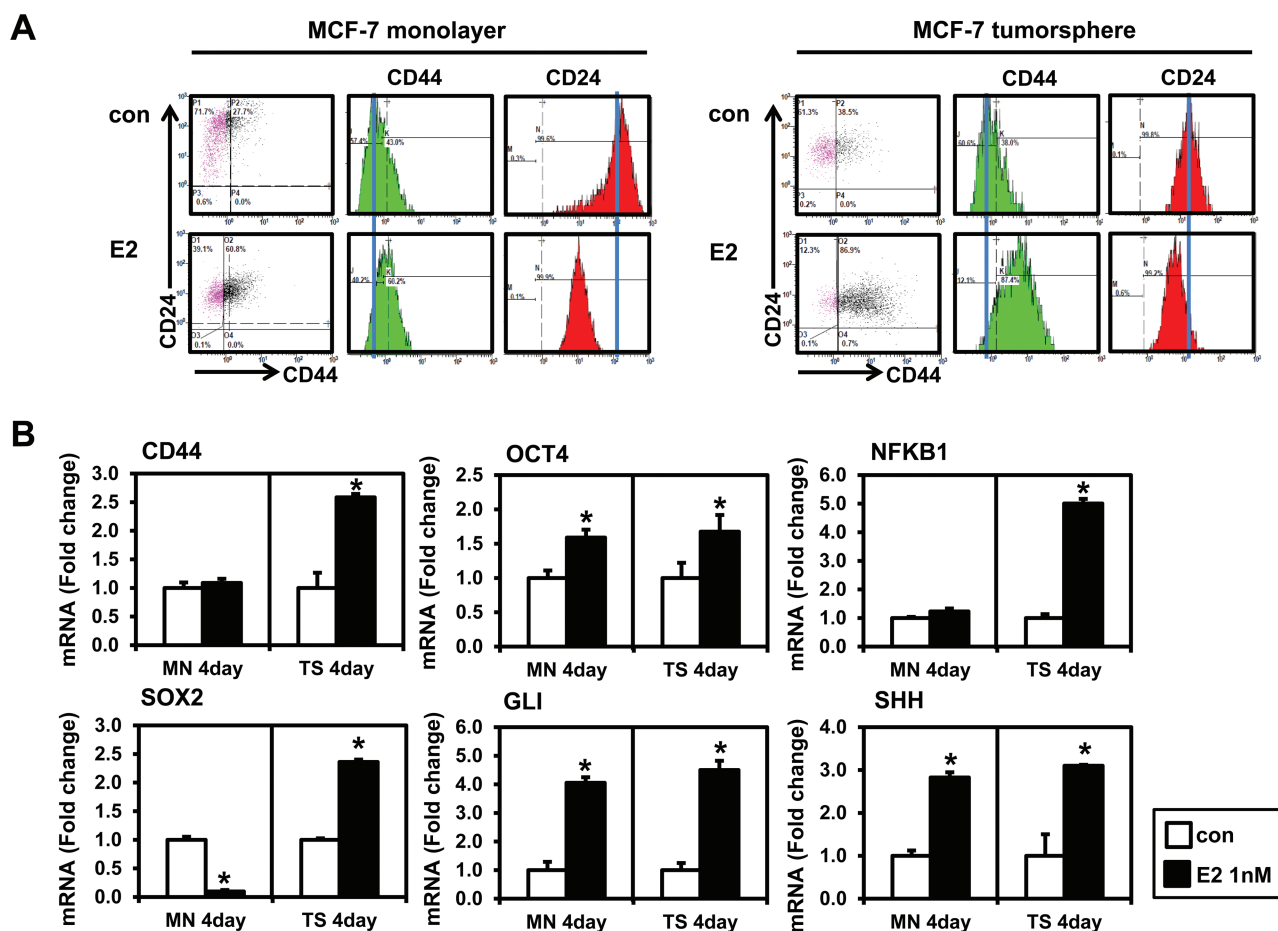 A
MCF-7 monolayer
MCF-7 tumorsphere
CD44
CD24
CD44
CD24
con
P1
71.7%
P2
27.7%
P3
0.6%
P4
0.0%
J
57.4%
K
43.0%
N
99.6%
M
0.3%
P1
61.3%
P2
38.5%
P3
0.2%
P4
0.0%
J
60.6%
K
38.0%
N
99.8%
M
0.1%
E2
O1
39.1%
O2
60.8%
O3
0.1%
O4
0.0%
J
40.2%
K
60.2%
N
99.9%
M
0.1%
E2
O1
12.3%
O2
86.9%
O3
0.1%
O4
0.7%
J
12.1%
K
87.4%
N
99.2%
M
0.6%
CD24
CD44
CD24
CD44
B
CD44
mRNA (Fold change)
3.0
2.5
2.0
1.5
1.0
0.5
0.0
*
MN 4day
TS 4day
OCT4
mRNA (Fold change)
2.5
2.0
1.5
1.0
0.5
0.0
*
*
MN 4day
TS 4day
NFKB1
mRNA (Fold change)
6.0
5.0
4.0
3.0
2.0
1.0
0.0
*
MN 4day
TS 4day
SOX2
mRNA (Fold change)
3.0
2.5
2.0
1.5
1.0
0.5
0.0
*
*
MN 4day
TS 4day
GLI
mRNA (Fold change)
6.0
5.0
4.0
3.0
2.0
1.0
0.0
*
*
MN 4day
TS 4day
SHH
mRNA (Fold change)
4.0
3.0
2.0
1.0
0.0
*
*
MN 4day
TS 4day
con
E2 1nM